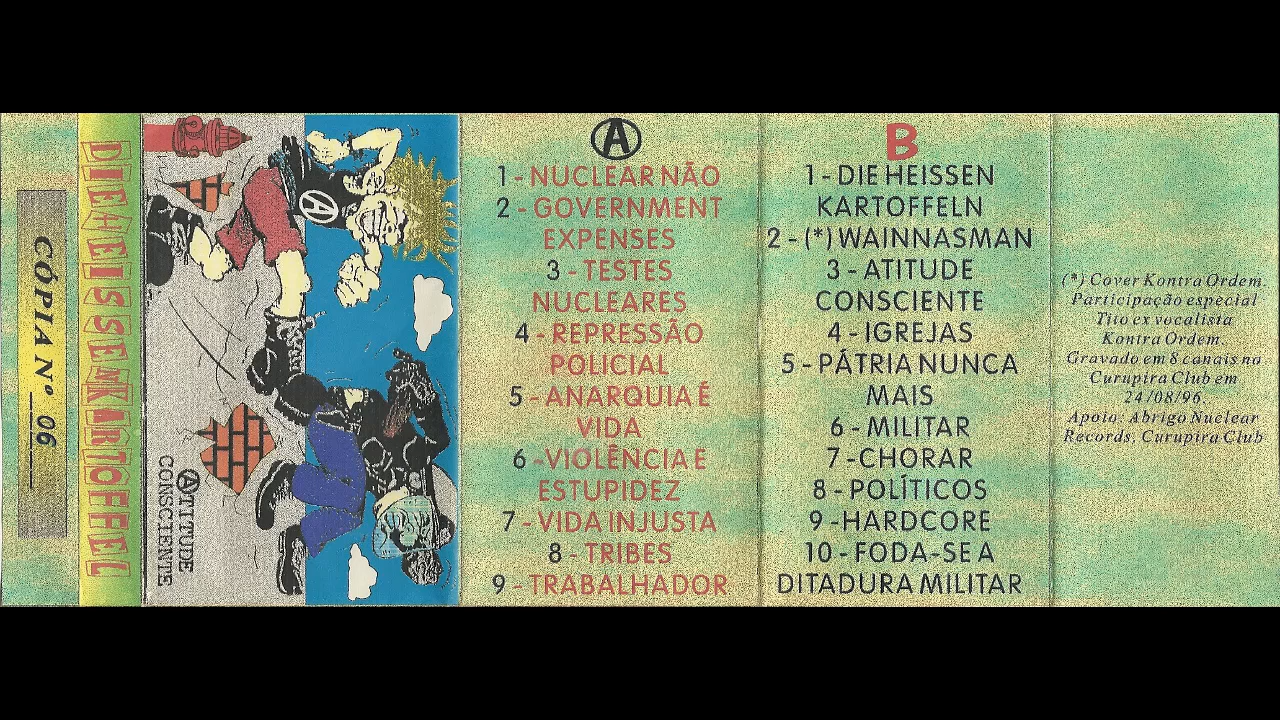 CÓPIA Nº 06
DIE HEISSEN KARTOFFELN
ATITUDE
CONSCIENTE
A
1 - NUCLEAR NÃO
2 - GOVERNMENT
EXPENSES
3 - TESTES
NUCLEARES
4 - REPRESSÃO
POLICIAL
5 - ANARQUIA É
VIDA
6 - VIOLÊNCIA E
ESTUPIDEZ
7 - VIDA INJUSTA
8 - TRIBES
9 - TRABALHADOR
B
1 - DIE HEISSEN
KARTOFFELN
2 - (*) WAINNASMAN
3 - ATITUDE
CONSCIENTE
4 - IGREJAS
5 - PÁTRIA NUNCA
MAIS
6 - MILITAR
7 - CHORAR
8 - POLÍTICOS
9 - HARDCORE
10 - FODA-SE A
DITADURA MILITAR
(*) Cover Kontra Ordem.
Participação especial
Tito ex vocalista
Kontra Ordem.
Gravado em 8 canais na
Curupira Club em
24/08/96.
Apoio, Abrigo Nuclear
Records, Curupira Club